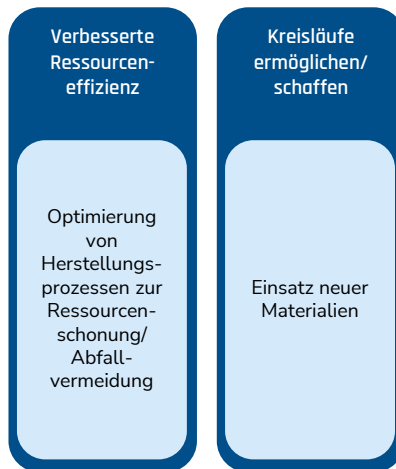 Verbesserte
Ressourcen-
effizienz
Optimierung
von
Herstellungs-
prozessen zur
Ressourcen-
schonung/
Abfall-
vermeidung
Kreisläufe
ermöglichen/
schaffen
Einsatz neuer
Materialien